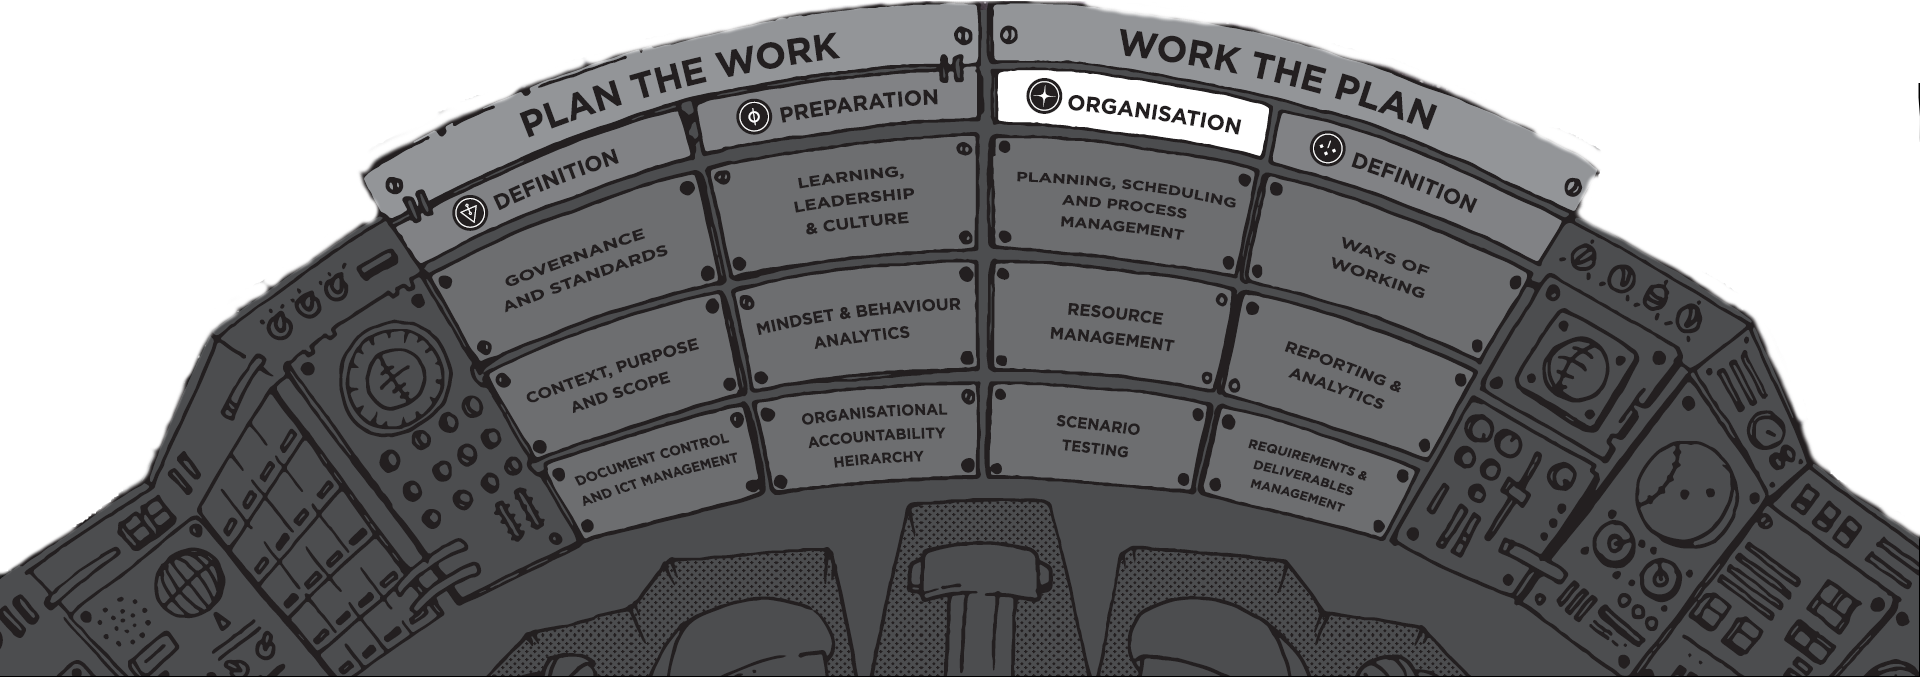 PLAN THE WORK
WORK THE PLAN
DEFINITION
PREPARATION
ORGANISATION
DEFINITION
GOVERNANCE
AND STANDARDS
LEARNING,
LEADERSHIP
& CULTURE
PLANNING, SCHEDULING
AND PROCESS
MANAGEMENT
WAYS OF
WORKING
CONTEXT, PURPOSE
AND SCOPE
MINDSET & BEHAVIOUR
ANALYTICS
RESOURCE
MANAGEMENT
REPORTING &
ANALYTICS
DOCUMENT CONTROL
AND ICT MANAGEMENT
ORGANISATIONAL
ACCOUNTABILITY
HEIRARCHY
SCENARIO
TESTING
REQUIREMENTS &
DELIVERABLES
MANAGEMENT